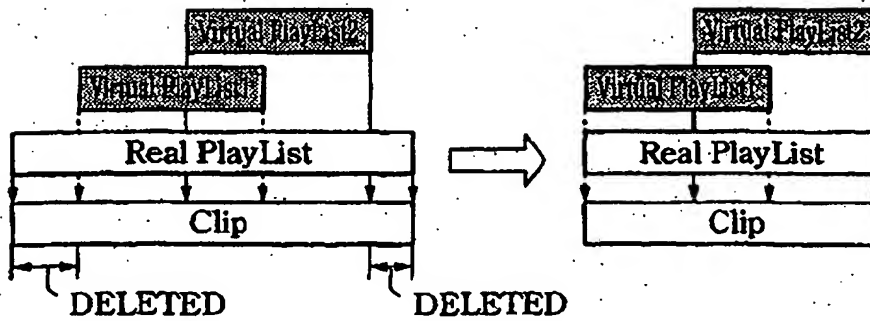 Virtual PlayList2
Virtual PlayList1
Real PlayList
Clip
DELETED
DELETED
Virtual PlayList2
Virtual PlayList1
Real PlayList
Clip